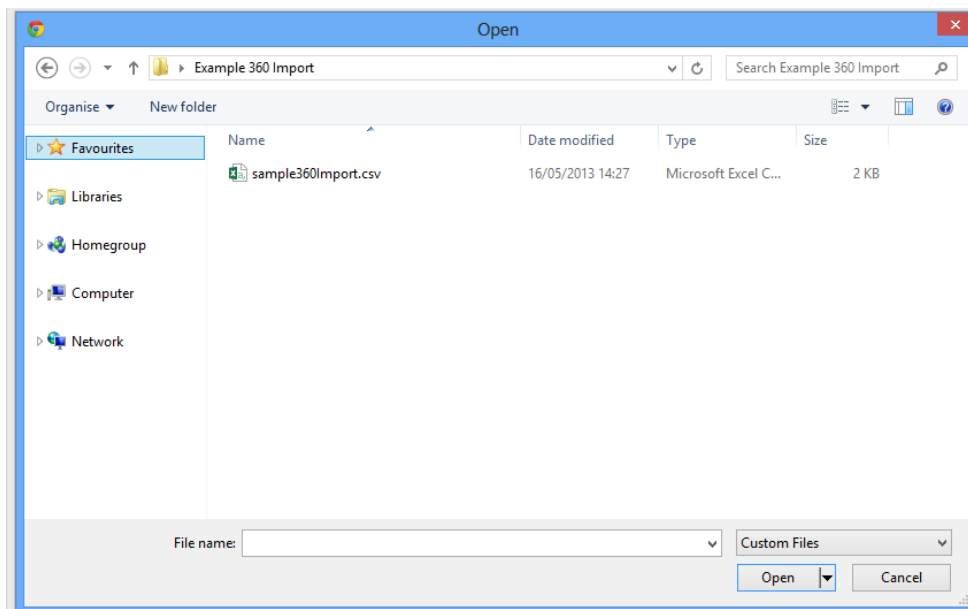 Open
Example 360 Import
Search Example 360 Import
Organise
New folder
Name
Date modified
Type
Size
Favourites
sample360Import.csv
16/05/2013 14:27
Microsoft Excel C...
2 KB
Libraries
Homegroup
Computer
Network
File name:
Custom Files
Open
Cancel